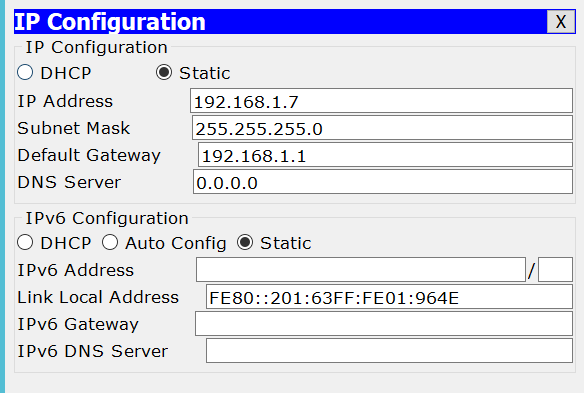 IP Configuration X
IP Configuration
DHCP Static
IP Address 192.168.1.7
Subnet Mask 255.255.255.0
Default Gateway 192.168.1.1
DNS Server 0.0.0.0
IPv6 Configuration
DHCP Auto Config Static
IPv6 Address /
Link Local Address FE80::201:63FF:FE01:964E
IPv6 Gateway
IPv6 DNS Server